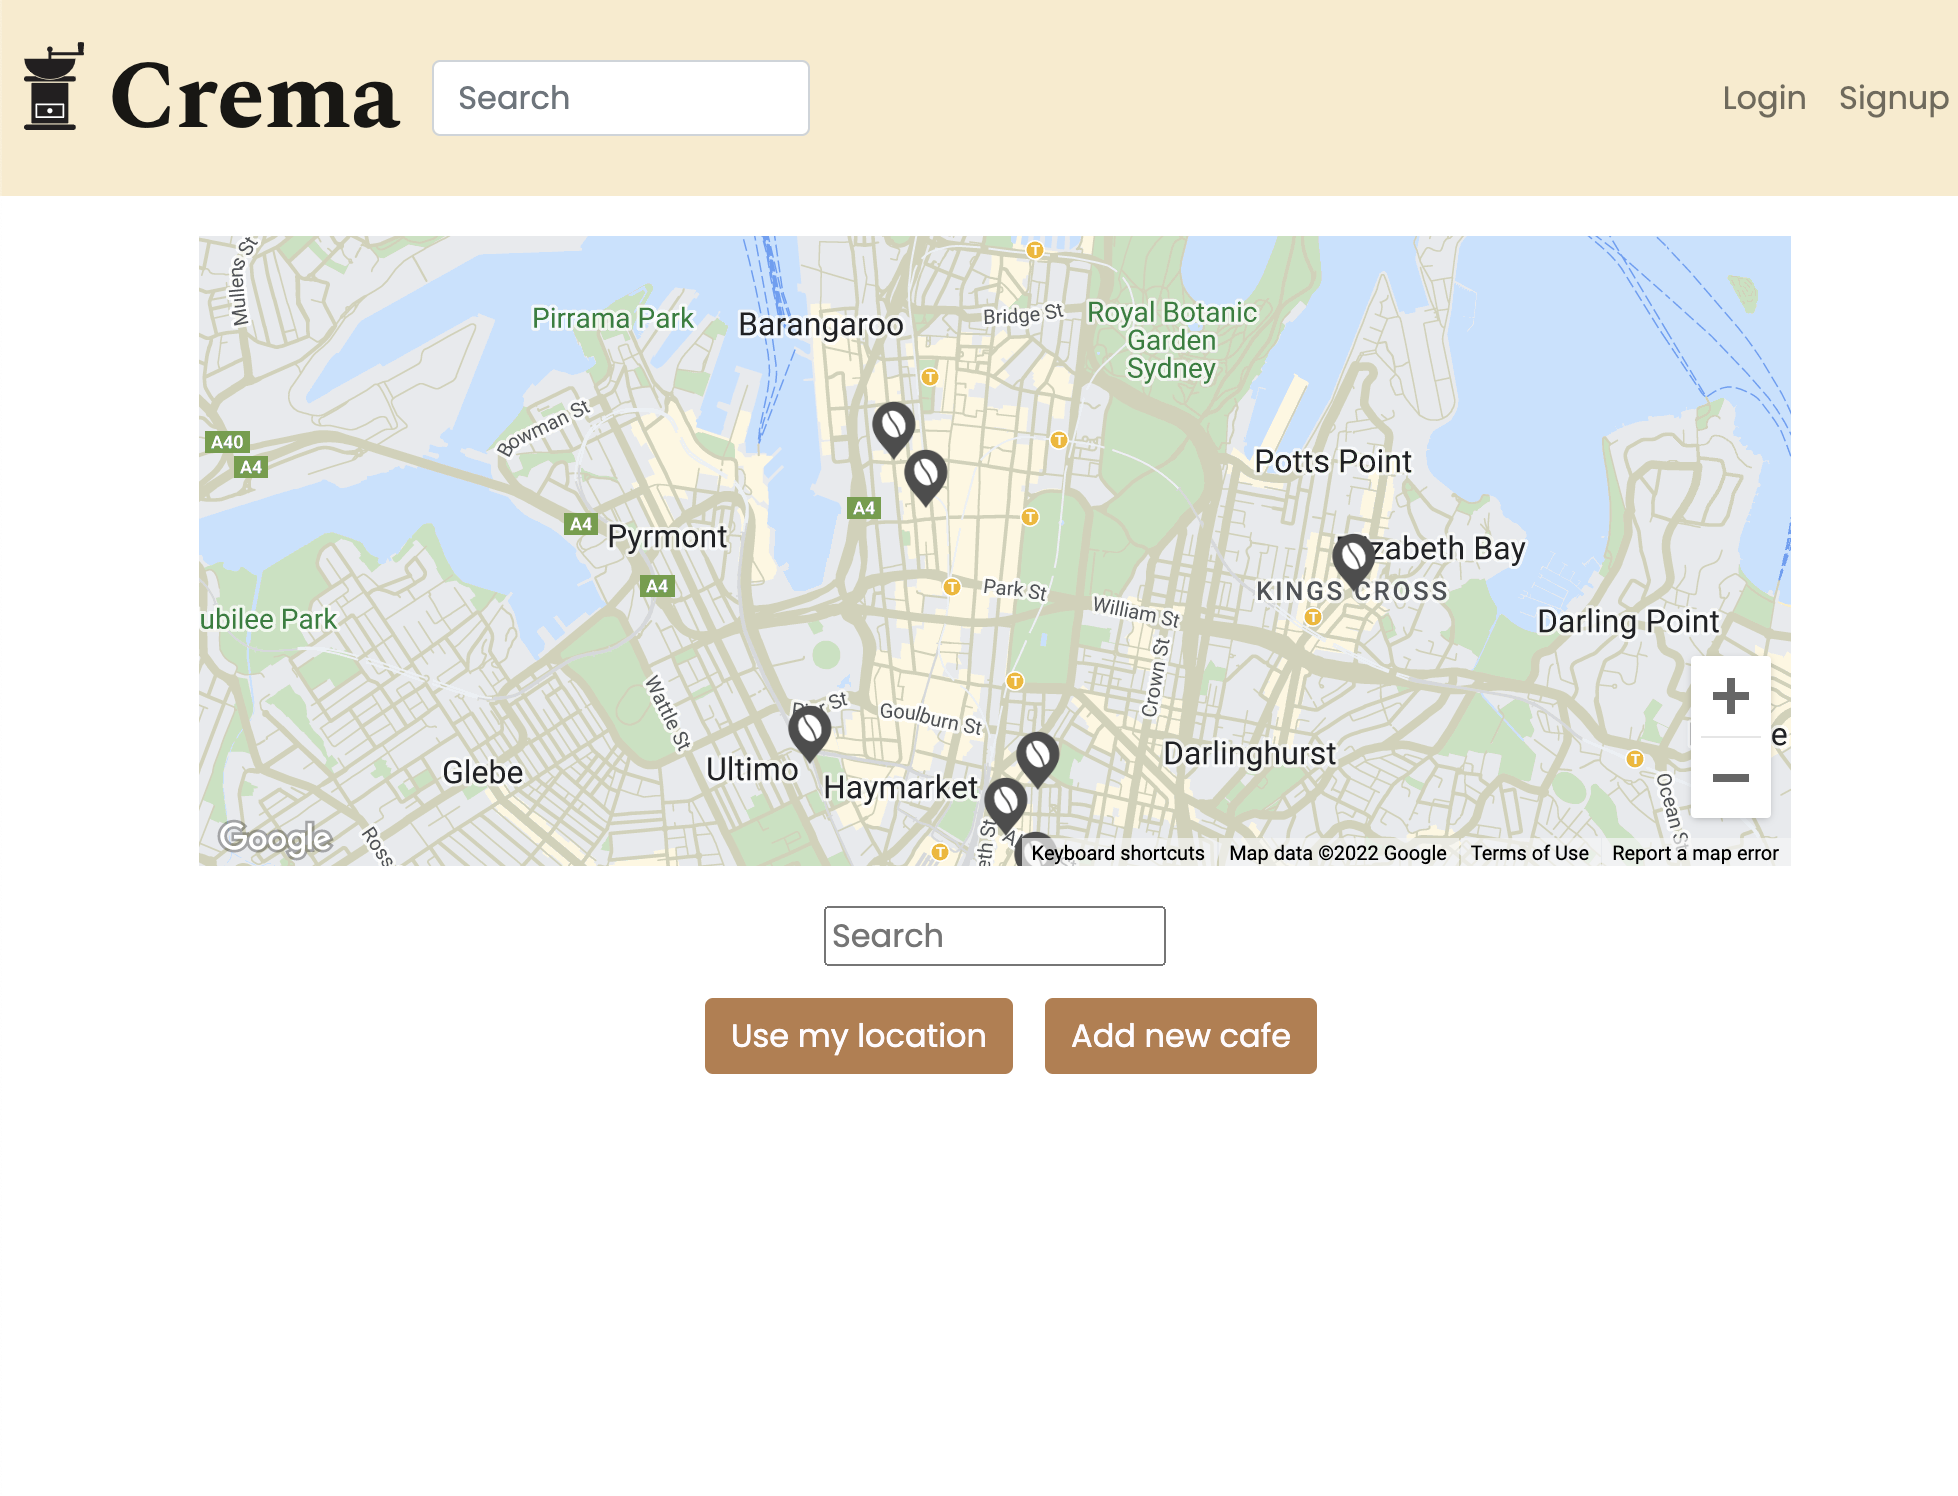 Crema
Search
Login
Signup
Mullens St
Pirrama Park
Barangaroo
Bridge St
Royal Botanic
Garden
Sydney
Bowman St
A40
A4
Potts Point
A4
A4
Pyrmont
A4
Park St
William St
KINGS CROSS
Bay
Darling Point
ubilee Park
Crown St
Wattle St
St
Goulburn St
Glebe
Ultimo
Haymarket
Darlinghurst
Ocean S
Google
Ross
eth St
Keyboard shortcuts
Map data ©2022 Google
Terms of Use
Report a map error
Search
Use my location
Add new cafe